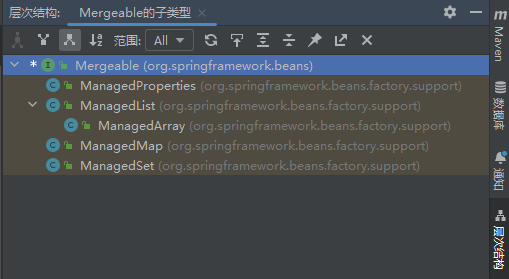 层次结构: Mergeable的子类型
范围: All
* Mergeable (org.springframework.beans)
ManagedProperties (org.springframework.beans.factory.support)
ManagedList (org.springframework.beans.factory.support)
ManagedArray (org.springframework.beans.factory.support)
ManagedMap (org.springframework.beans.factory.support)
ManagedSet (org.springframework.beans.factory.support)
Maven
数据库
通知
层次结构